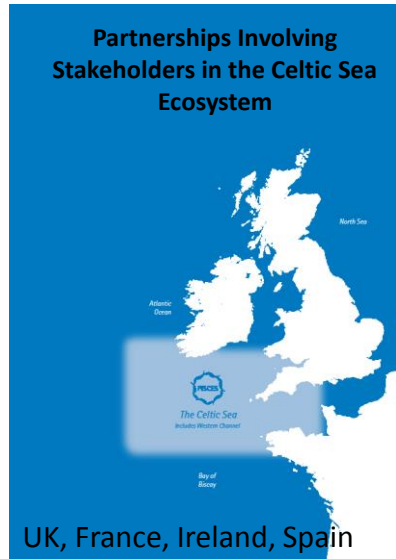 Partnerships Involving
Stakeholders in the Celtic Sea
Ecosystem
North Sea
Atlantic
Ocean
PISCES
The Celtic Sea
Includes Western Channel
Bay of
Biscay
UK, France, Ireland, Spain